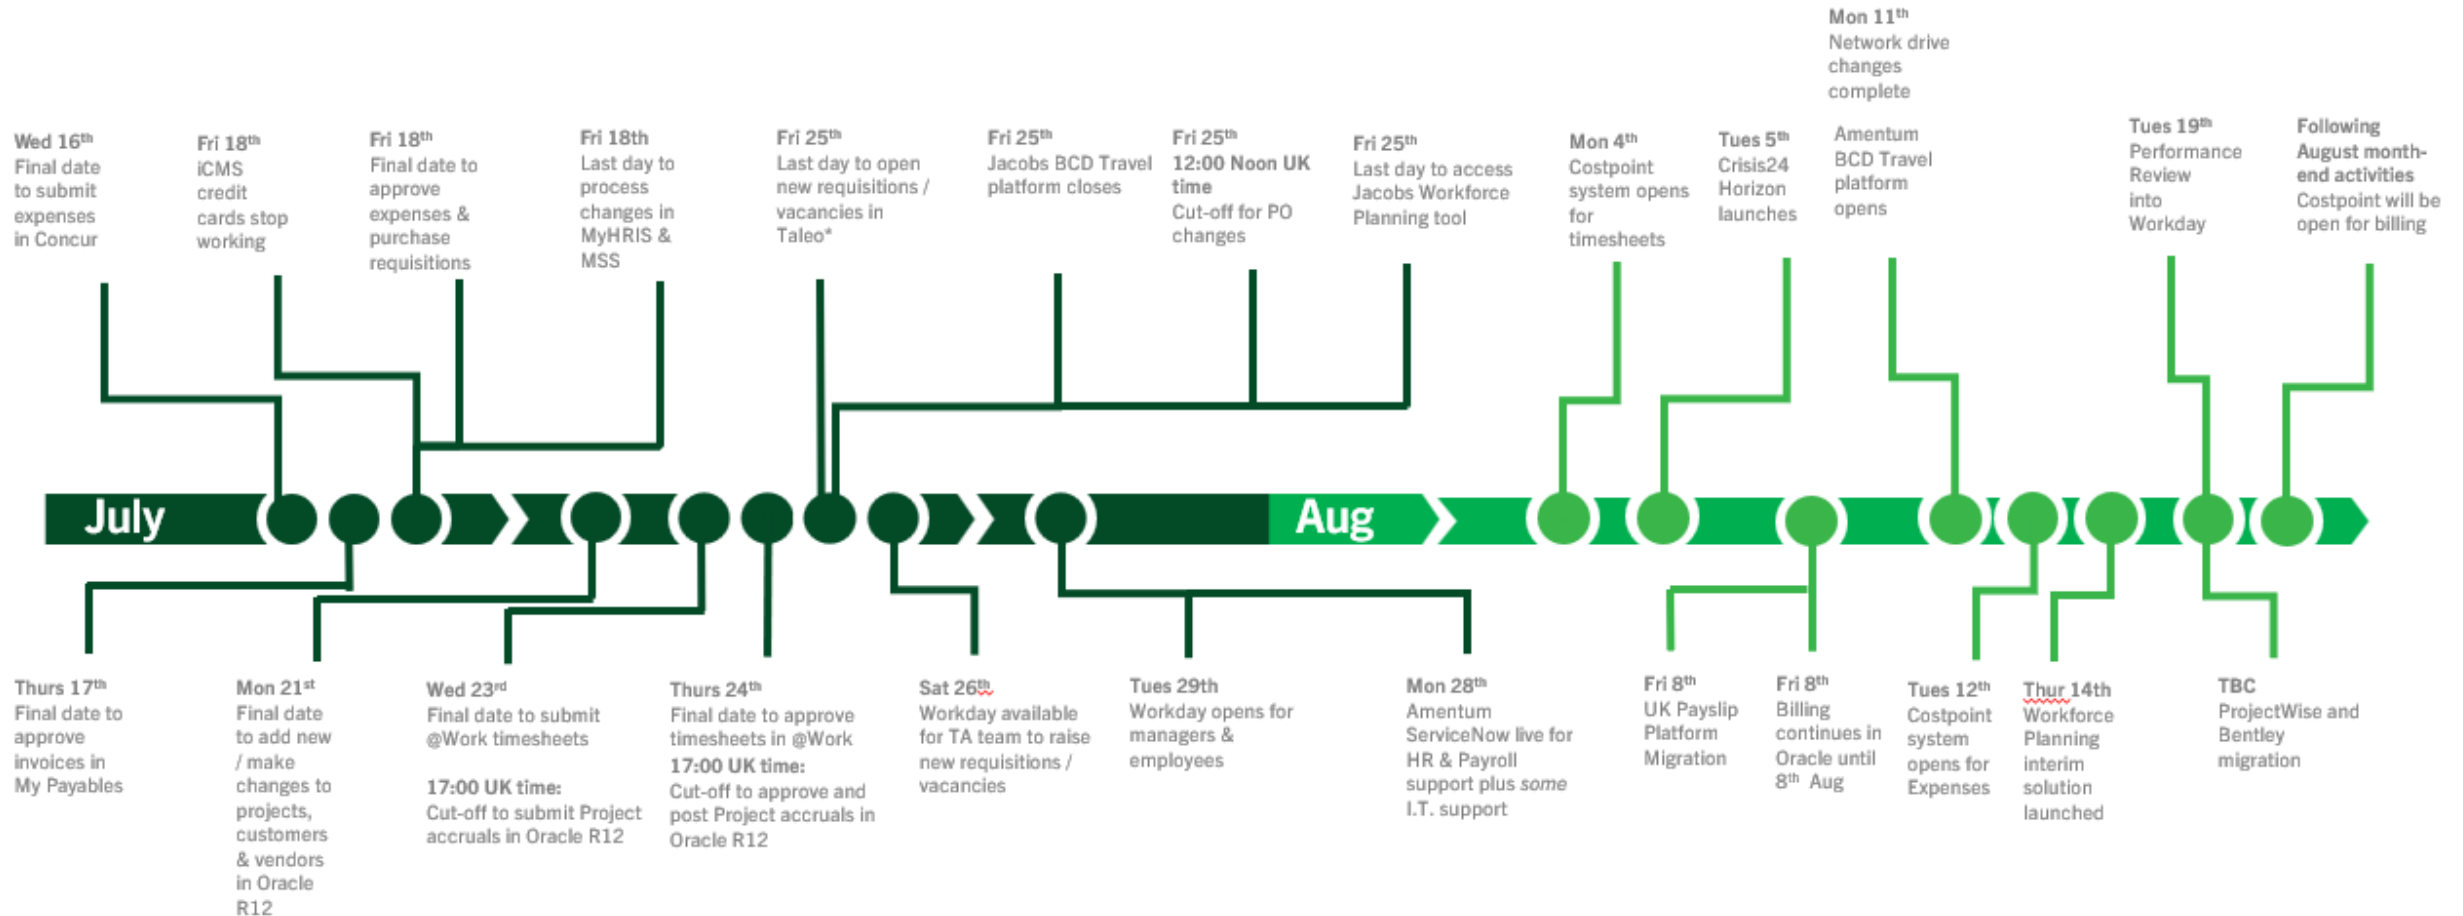 Wed 16th
Final date
to submit
expenses
in Concur
Fri 18th
iCMS
credit
cards stop
working
Fri 18th
Final date to
approve
expenses &
purchase
requisitions
Fri 18th
Last day to
process
changes in
MyHRIS &
MSS
Fri 25th
Last day to open
new requisitions /
vacancies in
Taleo*
Fri 25th
Jacobs BCD Travel
platform closes
Fri 25th
12:00 Noon UK
time
Cut-off for PO
changes
Fri 25th
Last day to access
Jacobs Workforce
Planning tool
Mon 4th
Costpoint
system opens
for
timesheets
Tues 5th
Crisis24
Horizon
launches
Mon 11th
Network drive
changes
complete
Amentum
BCD Travel
platform
opens
Tues 19th
Performance
Review
into
Workday
Following
August month-
end activities
Costpoint will be
open for billing
July
Aug
Thurs 17th
Final date to
approve
invoices in
My Payables
Mon 21st
Final date
to add new
/ make
changes to
projects,
customers
& vendors
in Oracle
R12
Wed 23rd
Final date to submit
@Work timesheets
17:00 UK time:
Cut-off to submit Project
accruals in Oracle R12
Thurs 24th
Final date to approve
timesheets in @Work
17:00 UK time:
Cut-off to approve and
post Project accruals in
Oracle R12
Sat 26th
Workday available
for TA team to raise
new requisitions /
vacancies
Tues 29th
Workday opens for
managers &
employees
Mon 28th
Amentum
ServiceNow live for
HR & Payroll
support plus some
I.T. support
Fri 8th
UK Payslip
Platform
Migration
Fri 8th
Billing
continues in
Oracle until
8th Aug
Tues 12th
Costpoint
system
opens for
Expenses
Thur 14th
Workforce
Planning
interim
solution
launched
TBC
ProjectWise and
Bentley
migration